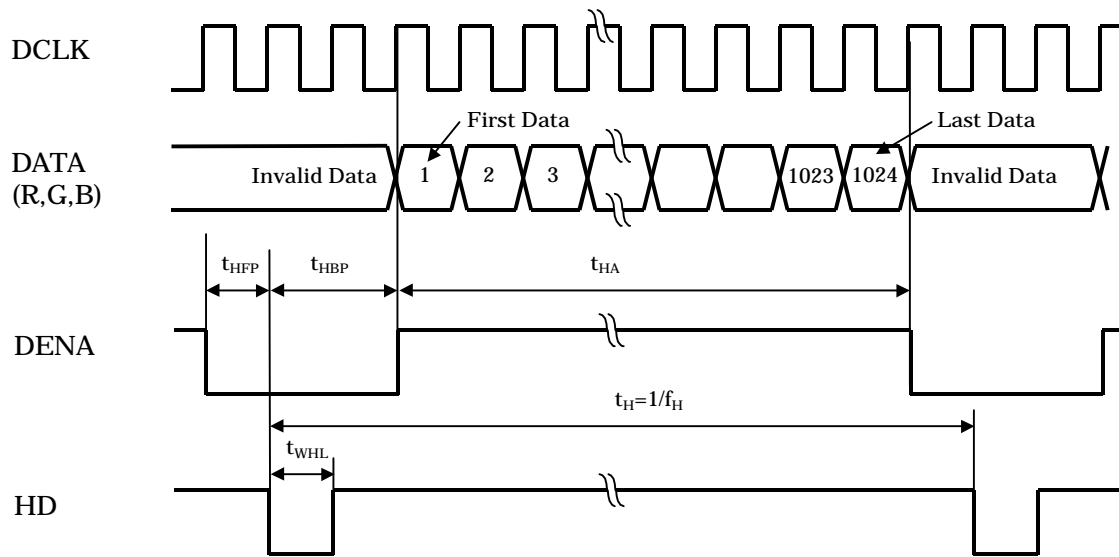 DCLK
First Data
Last Data
DATA
(R,G,B)
Invalid Data 1 2 3 1023 1024 Invalid Data
tHFP tHBP tHA
DENA
tH=1/fH
tWHL
HD